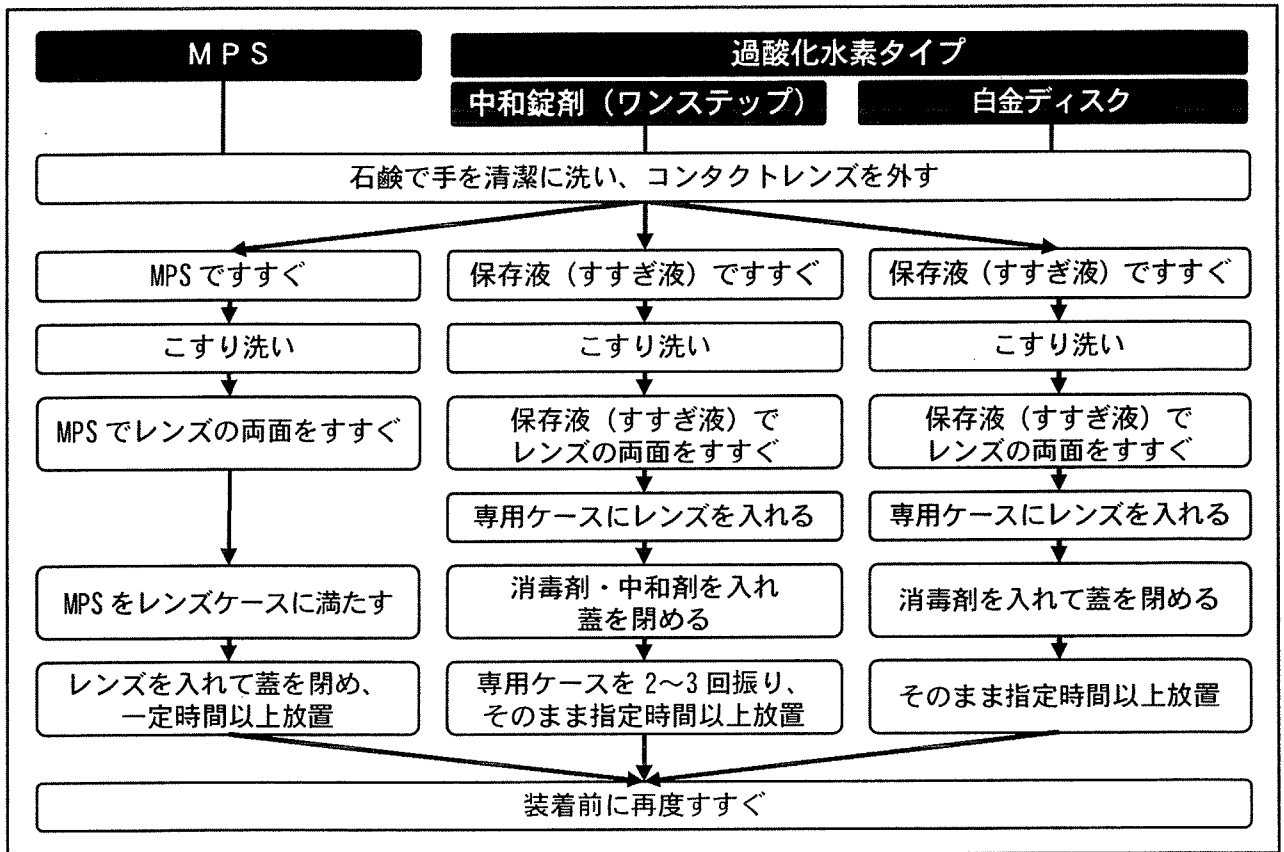 MPS
過酸化水素タイプ
中和錠剤（ワンステップ）
白金ディスク
石鹸で手を清潔に洗い、コンタクトレンズを外す
MPSですすぐ
保存液（すすぎ液）ですすぐ
保存液（すすぎ液）ですすぐ
こすり洗い
こすり洗い
こすり洗い
MPSでレンズの両面をすすぐ
保存液（すすぎ液）で
レンズの両面をすすぐ
保存液（すすぎ液）で
レンズの両面をすすぐ
専用ケースにレンズを入れる
専用ケースにレンズを入れる
MPSをレンズケースに満たす
消毒剤・中和剤を入れ
蓋を閉める
消毒剤を入れて蓋を閉める
レンズを入れて蓋を閉め、
一定時間以上放置
専用ケースを2～3回振り、
そのまま指定時間以上放置
そのまま指定時間以上放置
装着前に再度すすぐ